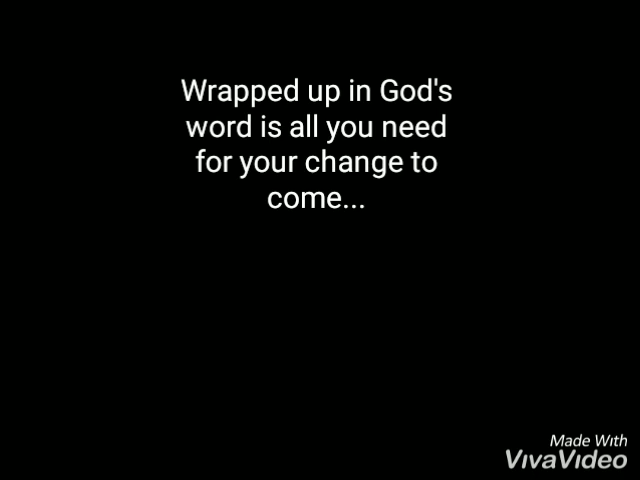 Wrapped up in God's
word is all you need
for your change to
come...
Made With
VivaVideo